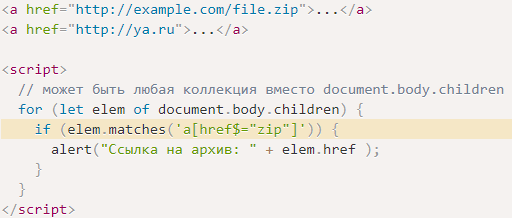 <a href="http://example.com/file.zip">...</a>
<a href="http://ya.ru">...</a>
<script>
// может быть любая коллекция вместо document.body.children
for (let elem of document.body.children) {
if (elem.matches('a[href$="zip"]')) {
alert("Ссылка на архив: " + elem.href );
}
}
</script>